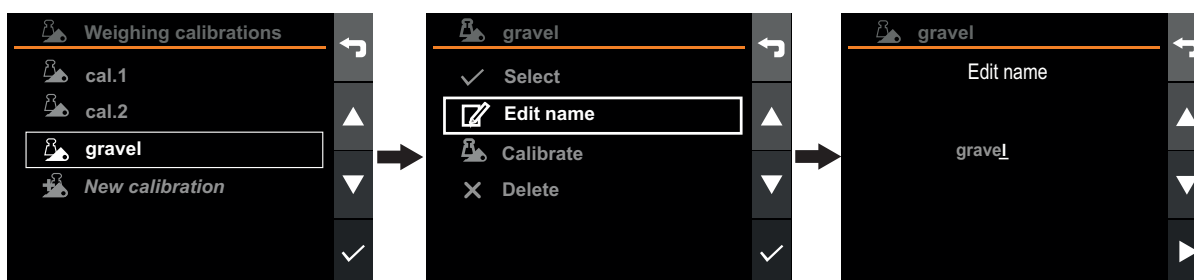 Weighing calibrations
cal.1
cal.2
gravel
New calibration
gravel
Select
Edit name
Calibrate
Delete
gravel
Edit name
gravel